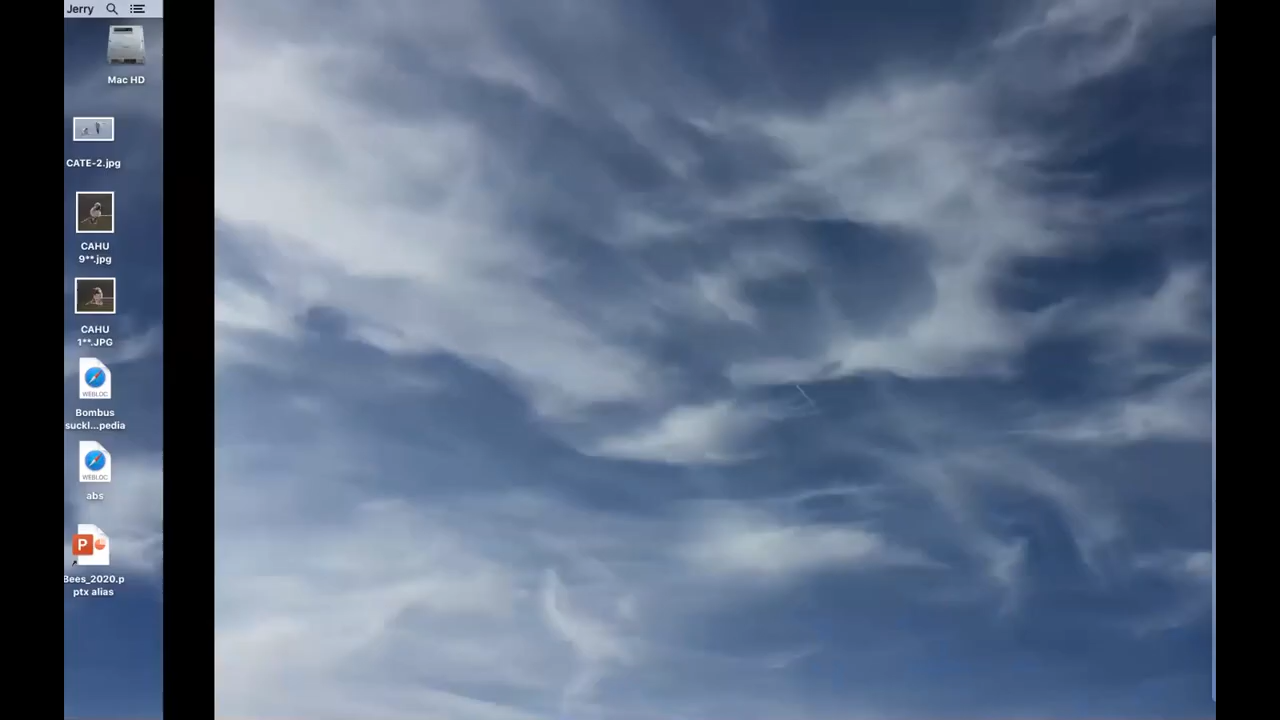 Jerry
Mac HD
CATE-2.jpg
CAHU
9**.jpg
CAHU
1**.JPG
WEBLOC
Bombus
suckl...pedia
WEBLOC
abs
P
Bees_2020.p
ptx alias